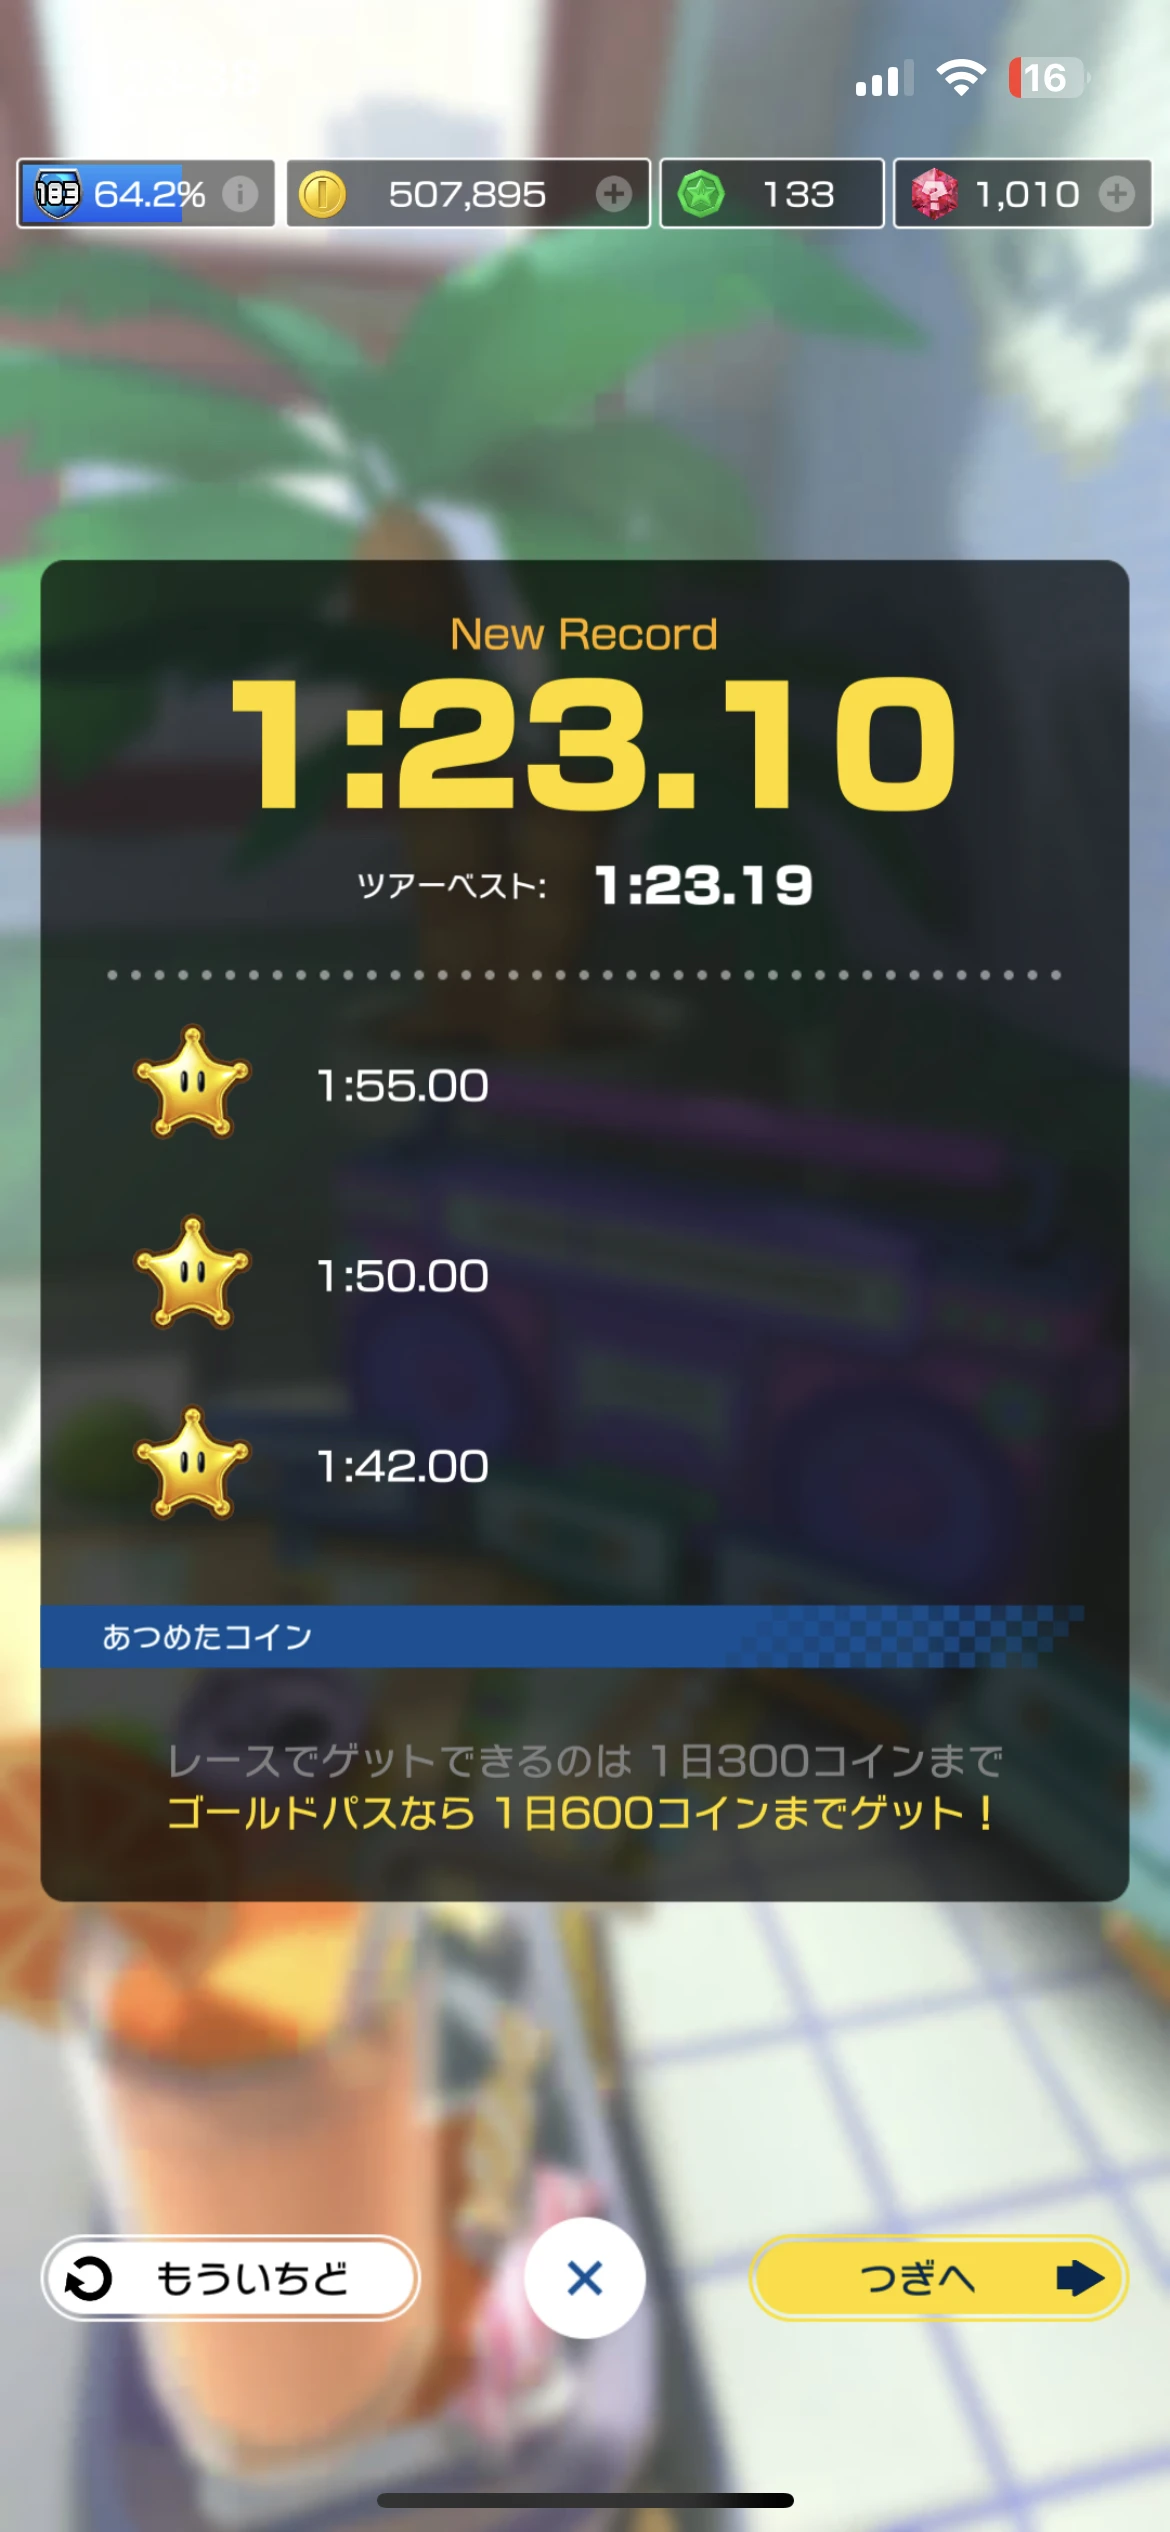 16
183 64.2% i 507,895 + 133 1,010 +
New Record
1:23.10
ツアーベスト: 1:23.19
1:55.00
1:50.00
1:42.00
あつめたコイン
レースでゲットできるのは 1日300コインまで
ゴールドパスなら 1日600コインまでゲット！
もういちど × つぎへ